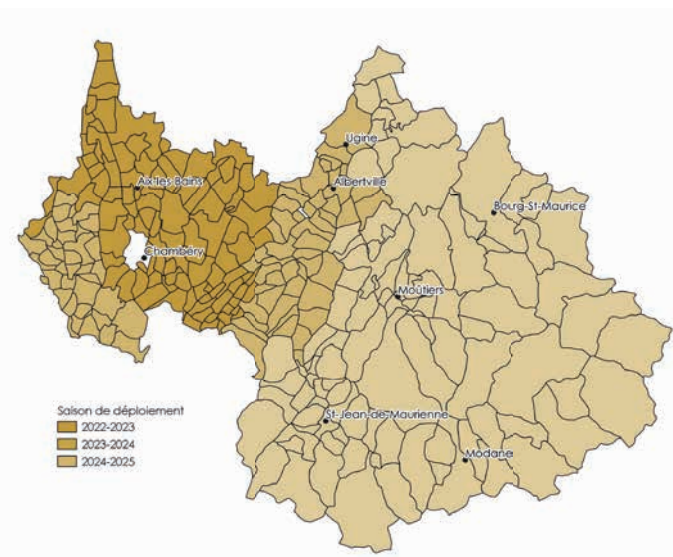 Ugine
Aix les Bains
Albertville
Bourg-St-Maurice
Chambéry
Moûtiers
Saison de déploiement
2022-2023
2023-2024
2024-2025
St-Jean-de-Maurienne
Modane